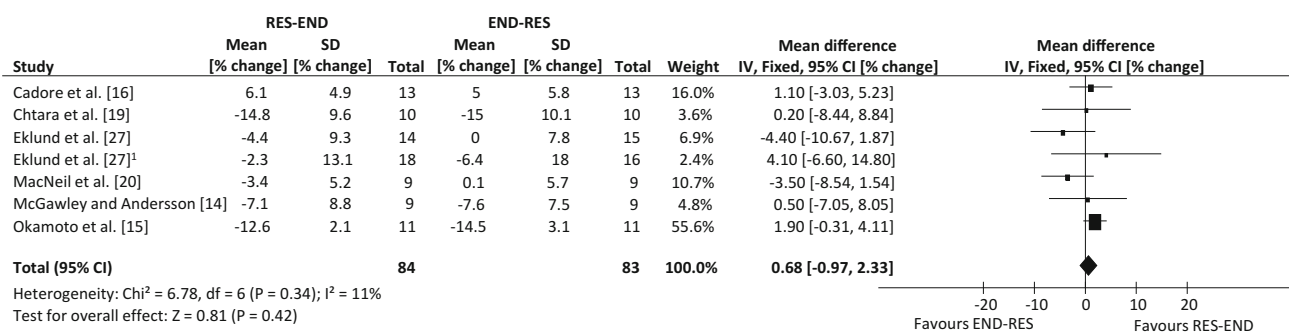 RES-END END-RES
Mean SD Mean SD Mean difference Mean difference
Study [% change] [% change] Total [% change] [% change] Total Weight IV, Fixed, 95% CI [% change] IV, Fixed, 95% CI [% change]
Cadore et al. [16] 6.1 4.9 13 5 5.8 13 16.0% 1.10 [-3.03, 5.23]
Chtara et al. [19] -14.8 9.6 10 -15 10.1 10 3.6% 0.20 [-8.44, 8.84]
Eklund et al. [27] -4.4 9.3 14 0 7.8 15 6.9% -4.40 [-10.67, 1.87]
Eklund et al. [27]¹ -2.3 13.1 18 -6.4 18 16 2.4% 4.10 [-6.60, 14.80]
MacNeil et al. [20] -3.4 5.2 9 0.1 5.7 9 10.7% -3.50 [-8.54, 1.54]
McGawley and Andersson [14] -7.1 8.8 9 -7.6 7.5 9 4.8% 0.50 [-7.05, 8.05]
Okamoto et al. [15] -12.6 2.1 11 -14.5 3.1 11 55.6% 1.90 [-0.31, 4.11]
Total (95% CI) 84 83 100.0% 0.68 [-0.97, 2.33]
Heterogeneity: Chi² = 6.78, df = 6 (P = 0.34); I² = 11%
Test for overall effect: Z = 0.81 (P = 0.42)
-20 -10 0 10 20
Favours END-RES Favours RES-END